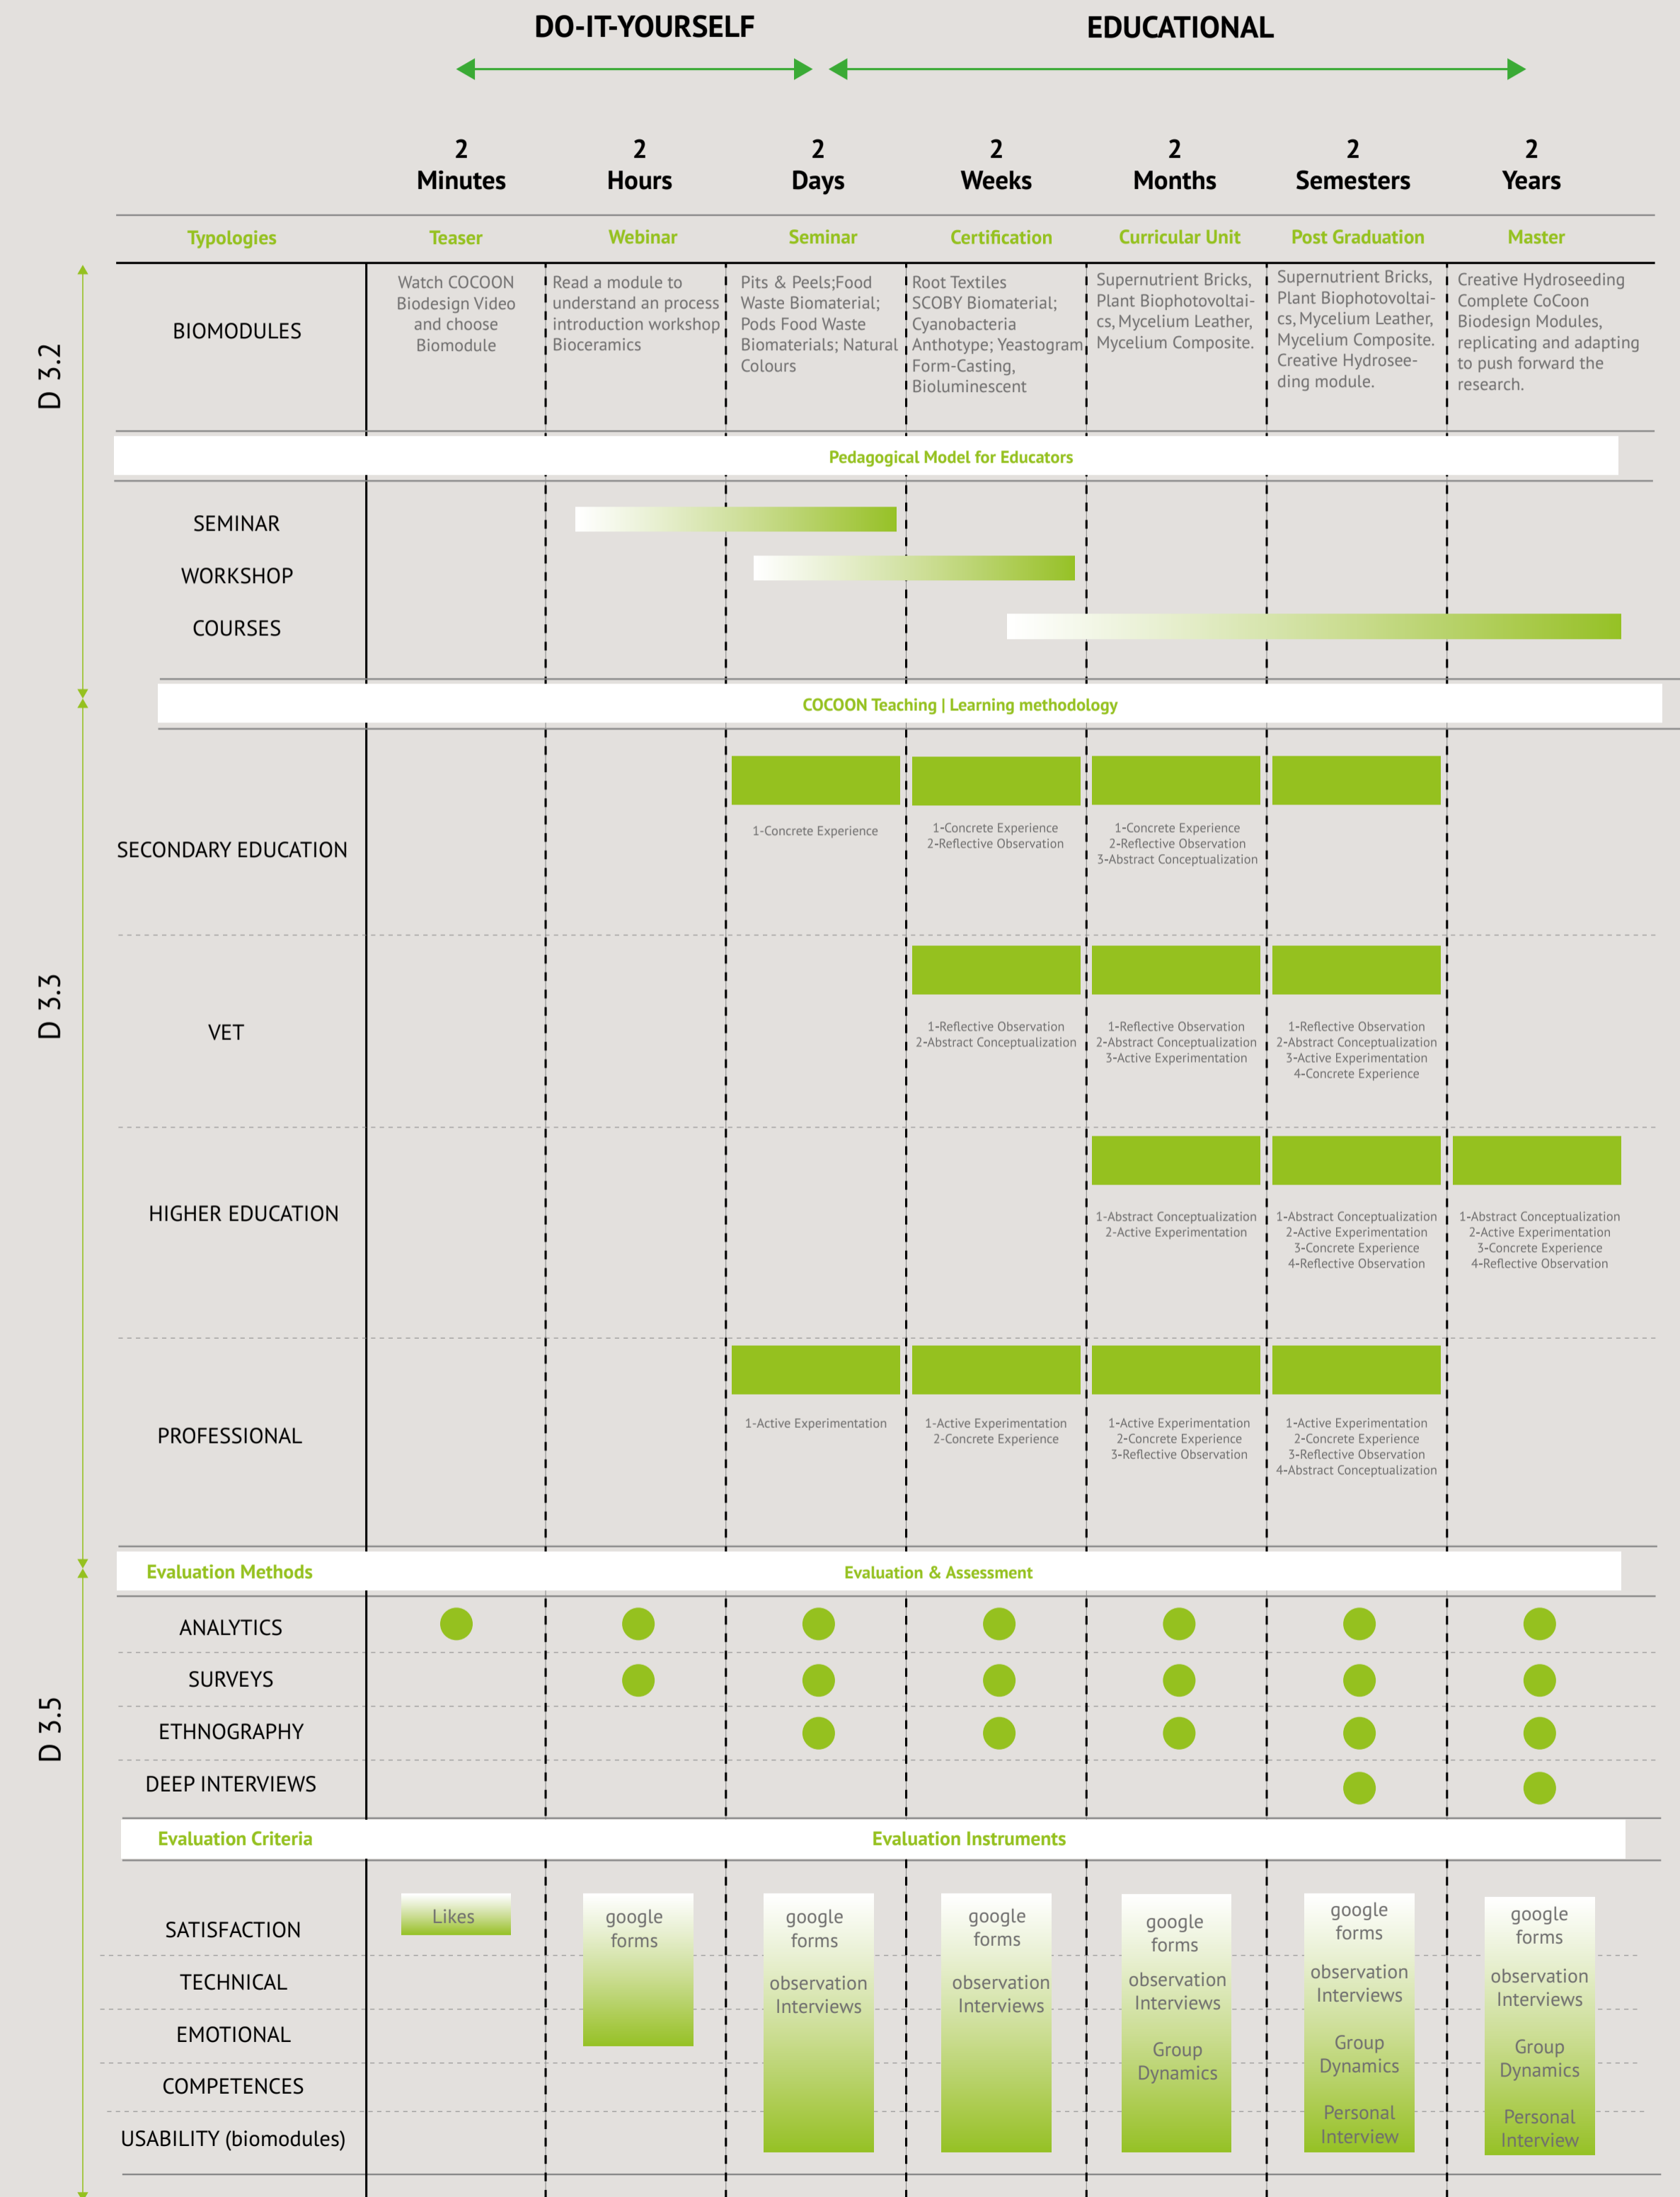 DO-IT-YOURSELF
EDUCATIONAL
2
Minutes
2
Hours
2
Days
2
Weeks
2
Months
2
Semesters
2
Years
Typologies
Teaser
Webinar
Seminar
Certification
Curricular Unit
Post Graduation
Master
D 3.2
BIOMODULES
Watch COCOON
Biodesign Video
and choose
Biomodule
Read a module to
understand an process
introduction workshop
Bioceramics
Pits & Peels;Food
Waste Biomaterial;
Pods Food Waste
Biomaterials; Natural
Colours
Root Textiles
SCOBY Biomaterial;
Cyanobacteria
Anthotype; Yeastogram
Form-Casting,
Bioluminescent
Supernutrient Bricks,
Plant Biophotovoltai-
cs, Mycelium Leather,
Mycelium Composite.
Supernutrient Bricks,
Plant Biophotovoltai-
cs, Mycelium Leather,
Mycelium Composite.
Creative Hydrosee-
ding module.
Creative Hydroseeding
Complete CoCoon
Biodesign Modules,
replicating and adapting
to push forward the
research.
Pedagogical Model for Educators
SEMINAR
WORKSHOP
COURSES
COCOON Teaching | Learning methodology
D 3.3
SECONDARY EDUCATION
1-Concrete Experience
1-Concrete Experience
2-Reflective Observation
1-Concrete Experience
2-Reflective Observation
3-Abstract Conceptualization
VET
1-Reflective Observation
2-Abstract Conceptualization
1-Reflective Observation
2-Abstract Conceptualization
3-Active Experimentation
1-Reflective Observation
2-Abstract Conceptualization
3-Active Experimentation
4-Concrete Experience
HIGHER EDUCATION
1-Abstract Conceptualization
2-Active Experimentation
1-Abstract Conceptualization
2-Active Experimentation
3-Concrete Experience
4-Reflective Observation
1-Abstract Conceptualization
2-Active Experimentation
3-Concrete Experience
4-Reflective Observation
PROFESSIONAL
1-Active Experimentation
1-Active Experimentation
2-Concrete Experience
1-Active Experimentation
2-Concrete Experience
3-Reflective Observation
1-Active Experimentation
2-Concrete Experience
3-Reflective Observation
4-Abstract Conceptualization
Evaluation Methods
Evaluation & Assessment
D 3.5
ANALYTICS
SURVEYS
ETHNOGRAPHY
DEEP INTERVIEWS
Evaluation Criteria
Evaluation Instruments
SATISFACTION
TECHNICAL
EMOTIONAL
COMPETENCES
USABILITY (biomodules)
Likes
google
forms
google
forms
observation
Interviews
google
forms
observation
Interviews
google
forms
observation
Interviews
Group
Dynamics
google
forms
observation
Interviews
Group
Dynamics
Personal
Interview
google
forms
observation
Interviews
Group
Dynamics
Personal
Interview